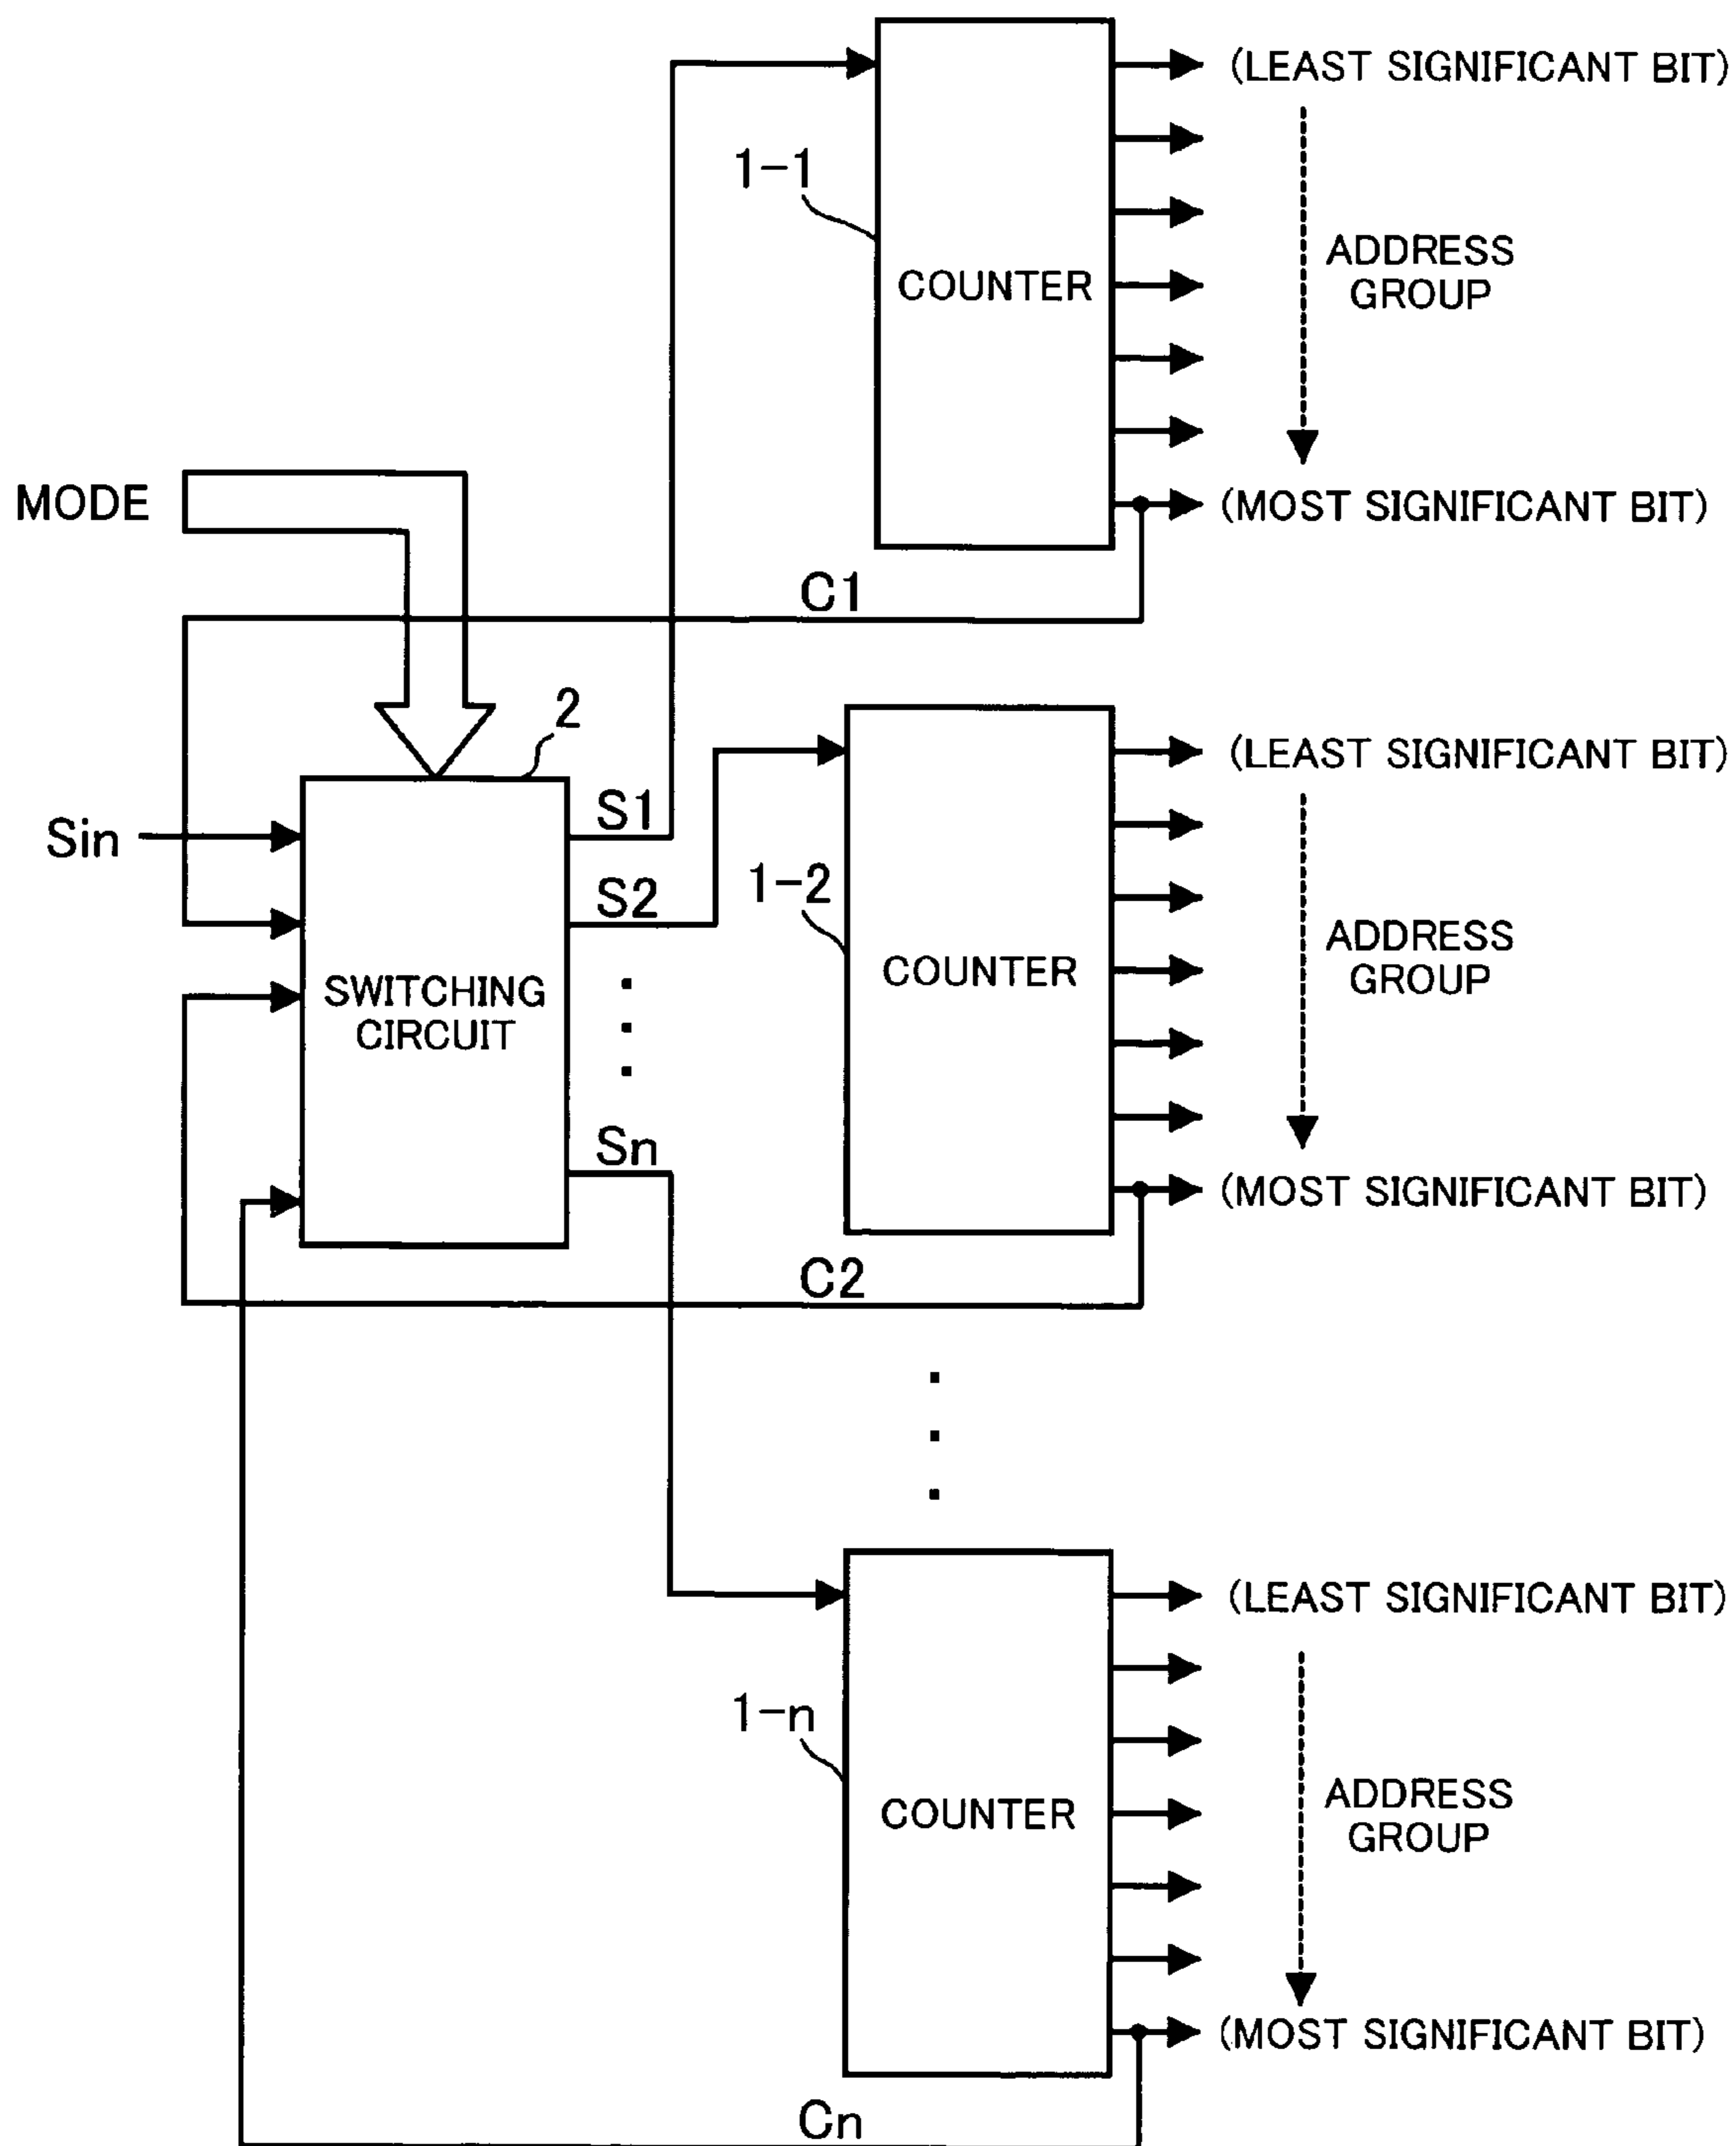 (LEAST SIGNIFICANT BIT)
1-1
COUNTER
ADDRESS
GROUP
MODE
(MOST SIGNIFICANT BIT)
C1
2
(LEAST SIGNIFICANT BIT)
Sin
S1
S2
1-2
SWITCHING
CIRCUIT
COUNTER
ADDRESS
GROUP
Sn
(MOST SIGNIFICANT BIT)
C2
(LEAST SIGNIFICANT BIT)
1-n
COUNTER
ADDRESS
GROUP
(MOST SIGNIFICANT BIT)
Cn